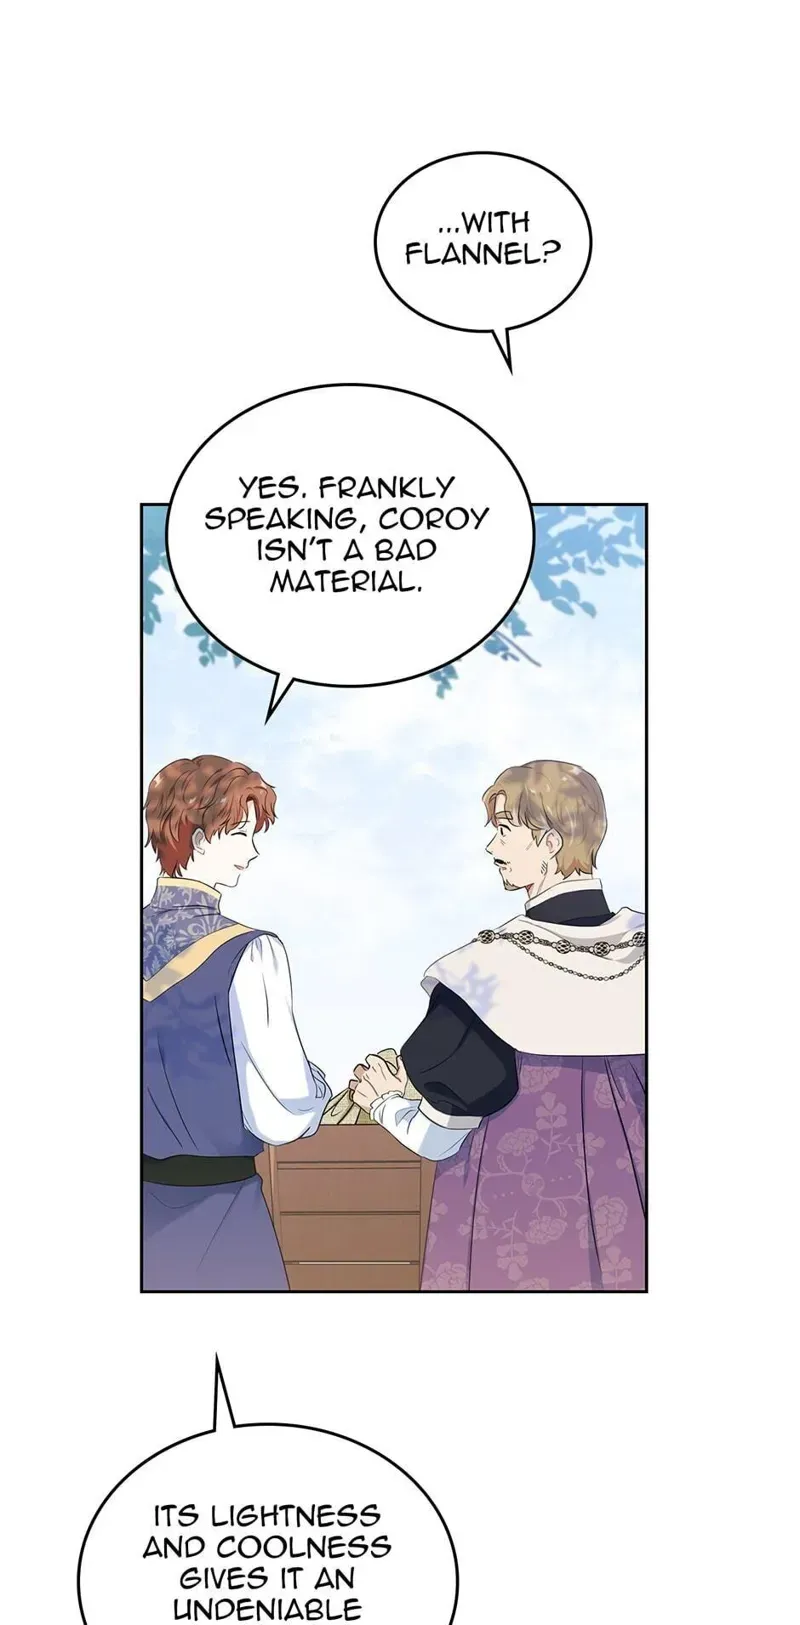 ...WITH
FLANNEL?
YES. FRANKLY
SPEAKING, COROY
ISN'T A BAD
MATERIAL.
ITS LIGHTNESS
AND COOLNESS
GIVES IT AN
UNDENIABLE